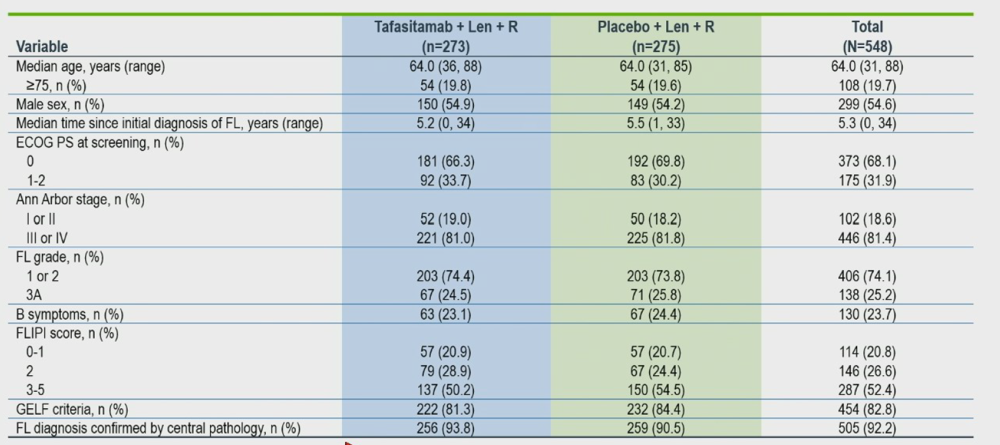 Variable Tafasitamab + Len + R (n=273) Placebo + Len + R (n=275) Total (N=548)
Median age, years (range) 64.0 (36, 88) 64.0 (31, 85) 64.0 (31, 88)
≥75, n (%) 54 (19.8) 54 (19.6) 108 (19.7)
Male sex, n (%) 150 (54.9) 149 (54.2) 299 (54.6)
Median time since initial diagnosis of FL, years (range) 5.2 (0, 34) 5.5 (1, 33) 5.3 (0, 34)
ECOG PS at screening, n (%)
0 181 (66.3) 192 (69.8) 373 (68.1)
1-2 92 (33.7) 83 (30.2) 175 (31.9)
Ann Arbor stage, n (%)
I or II 52 (19.0) 50 (18.2) 102 (18.6)
III or IV 221 (81.0) 225 (81.8) 446 (81.4)
FL grade, n (%)
1 or 2 203 (74.4) 203 (73.8) 406 (74.1)
3A 67 (24.5) 71 (25.8) 138 (25.2)
B symptoms, n (%) 63 (23.1) 67 (24.4) 130 (23.7)
FLIPI score, n (%)
0-1 57 (20.9) 57 (20.7) 114 (20.8)
2 79 (28.9) 67 (24.4) 146 (26.6)
3-5 137 (50.2) 150 (54.5) 287 (52.4)
GELF criteria, n (%) 222 (81.3) 232 (84.4) 454 (82.8)
FL diagnosis confirmed by central pathology, n (%) 256 (93.8) 259 (90.5) 505 (92.2)